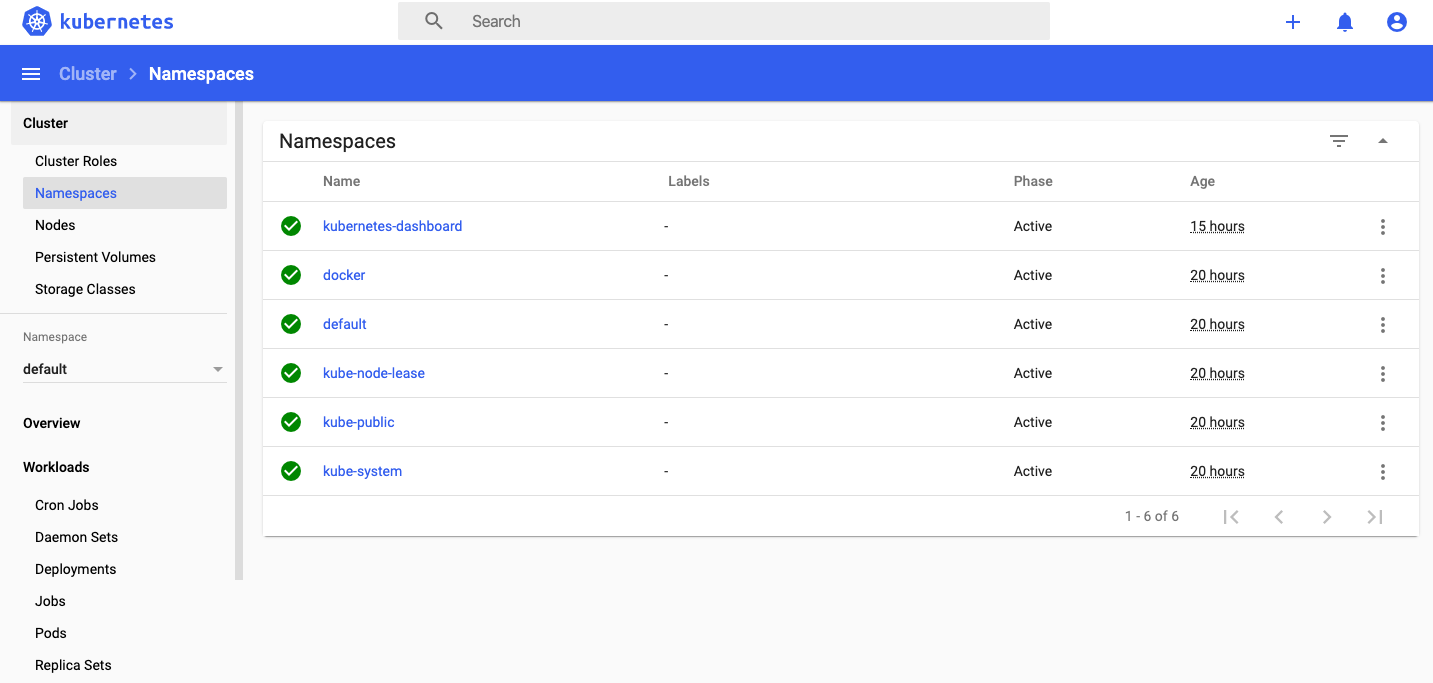 kubernetes
Search
Cluster > Namespaces
Cluster
Cluster Roles
Namespaces
Nodes
Persistent Volumes
Storage Classes
Namespace
default
Overview
Workloads
Cron Jobs
Daemon Sets
Deployments
Jobs
Pods
Replica Sets
Namespaces
Name Labels Phase Age
kubernetes-dashboard - Active 15 hours
docker - Active 20 hours
default - Active 20 hours
kube-node-lease - Active 20 hours
kube-public - Active 20 hours
kube-system - Active 20 hours
1 - 6 of 6